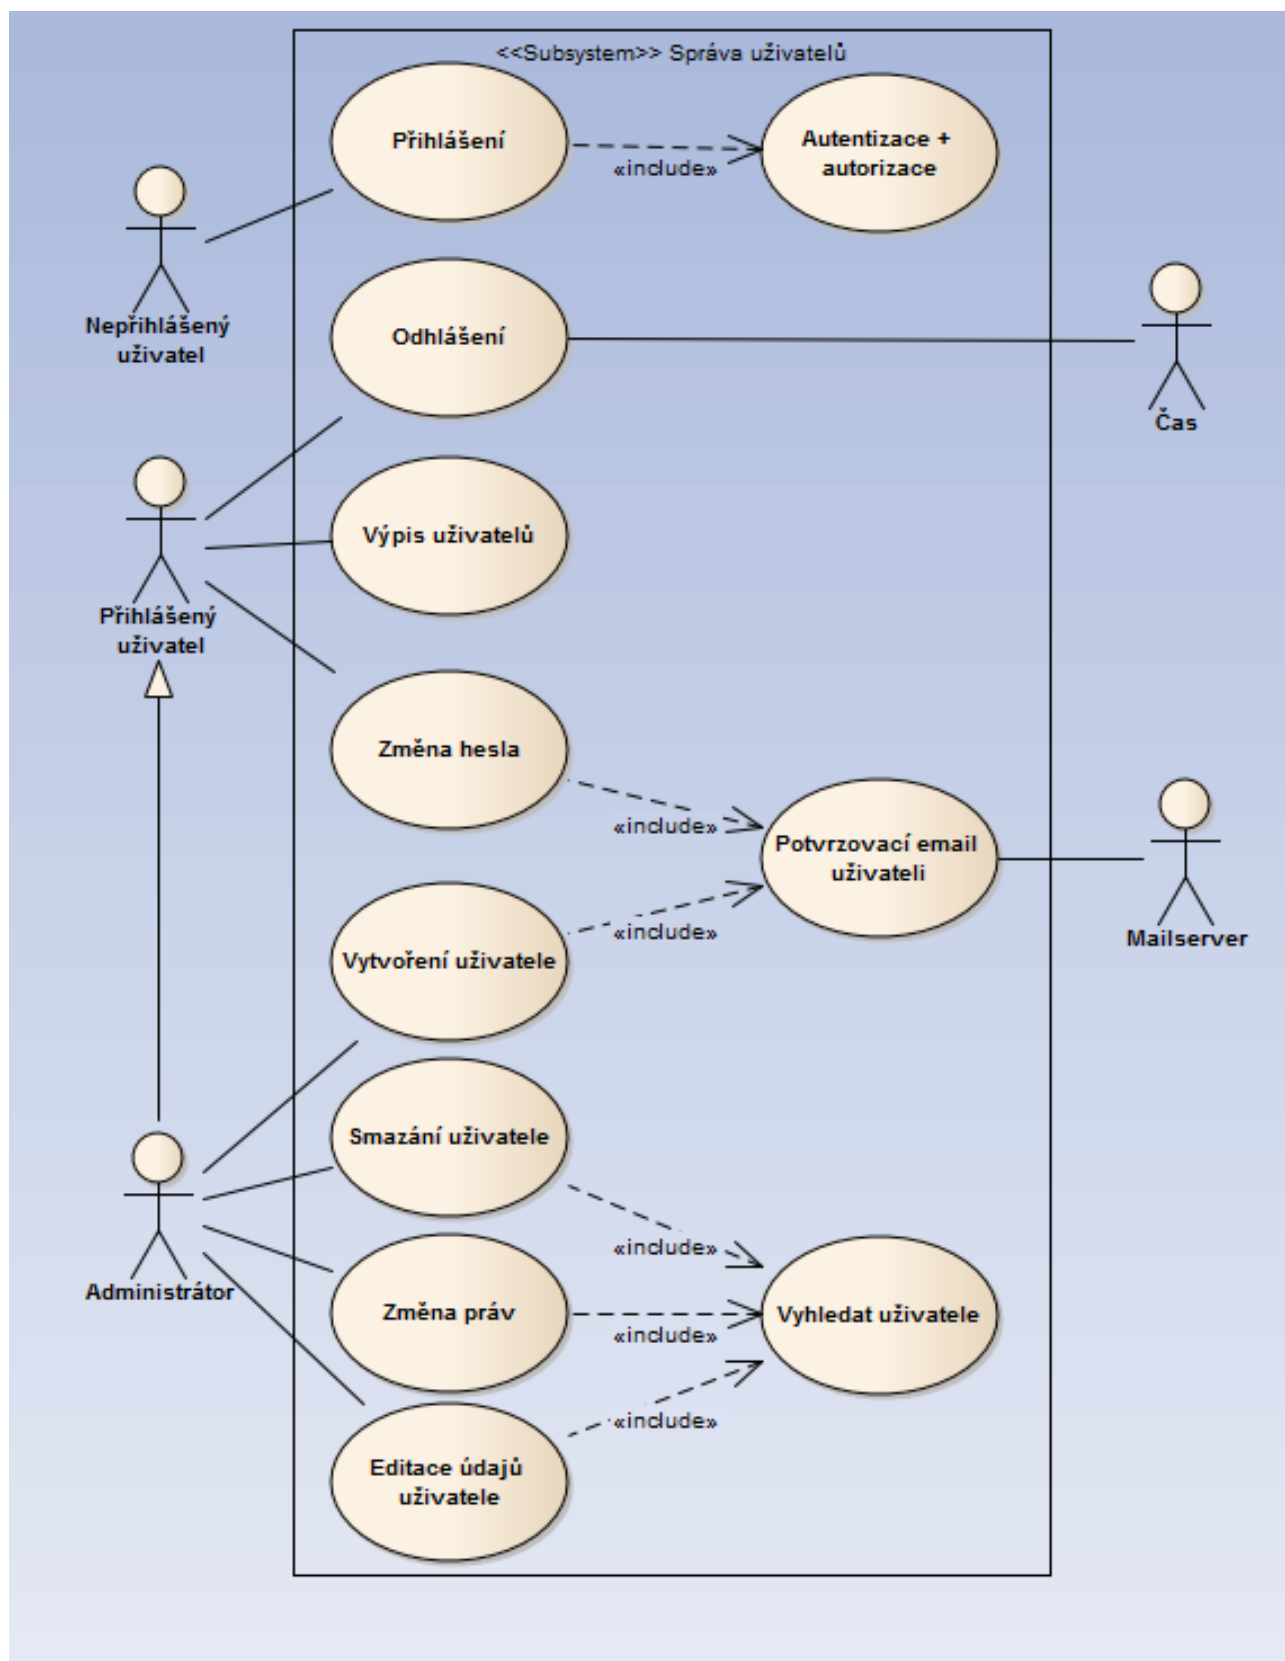 <<Subsystem>> Správa uživatelů
Přihlášení
«include»
Autentizace +
autorizace
Nepřihlášený
uživatel
Odhlášení
Čas
Výpis uživatelů
Přihlášený
uživatel
Změna hesla
«include»
Potvrzovací email
uživateli
Mailserver
«include»
Vytvoření uživatele
Smazání uživatele
«include»
Administrátor
Změna práv
«include»
Vyhledat uživatele
«include»
Editace údajů
uživatele